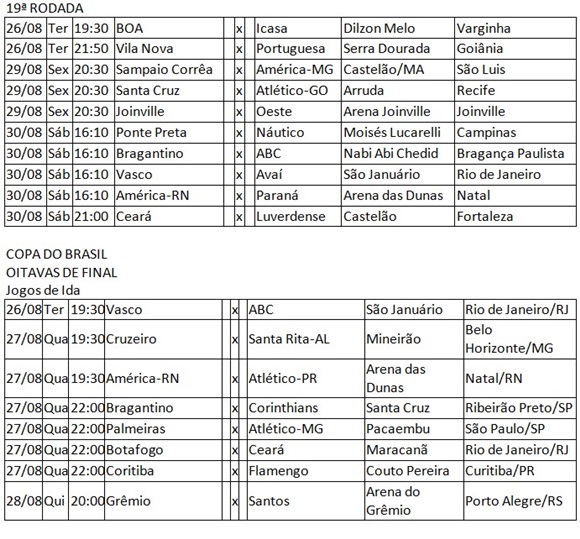 19ª RODADA
26/08 Ter 19:30 BOA x Icasa Dilzon Melo Varginha
26/08 Ter 21:50 Vila Nova x Portuguesa Serra Dourada Goiânia
29/08 Sex 20:30 Sampaio Corrêa x América-MG Castelão/MA São Luis
29/08 Sex 20:30 Santa Cruz x Atlético-GO Arruda Recife
29/08 Sex 20:30 Joinville x Oeste Arena Joinville Joinville
30/08 Sáb 16:10 Ponte Preta x Náutico Moisés Lucarelli Campinas
30/08 Sáb 16:10 Bragantino x ABC Nabi Abi Chedid Bragança Paulista
30/08 Sáb 16:10 Vasco x Avaí São Januário Rio de Janeiro
30/08 Sáb 16:10 América-RN x Paraná Arena das Dunas Natal
30/08 Sáb 21:00 Ceará x Luverdense Castelão Fortaleza
COPA DO BRASIL
OITAVAS DE FINAL
Jogos de Ida
26/08 Ter 19:30 Vasco x ABC São Januário Rio de Janeiro/RJ
27/08 Qua 19:30 Cruzeiro x Santa Rita-AL Mineirão Belo
Horizonte/MG
27/08 Qua 19:30 América-RN x Atlético-PR Arena das
Dunas Natal/RN
27/08 Qua 22:00 Bragantino x Corinthians Santa Cruz Ribeirão Preto/SP
27/08 Qua 22:00 Palmeiras x Atlético-MG Pacaembu São Paulo/SP
27/08 Qua 22:00 Botafogo x Ceará Maracanã Rio de Janeiro/RJ
27/08 Qua 22:00 Coritiba x Flamengo Couto Pereira Curitiba/PR
28/08 Qui 20:00 Grêmio x Santos Arena do
Grêmio Porto Alegre/RS